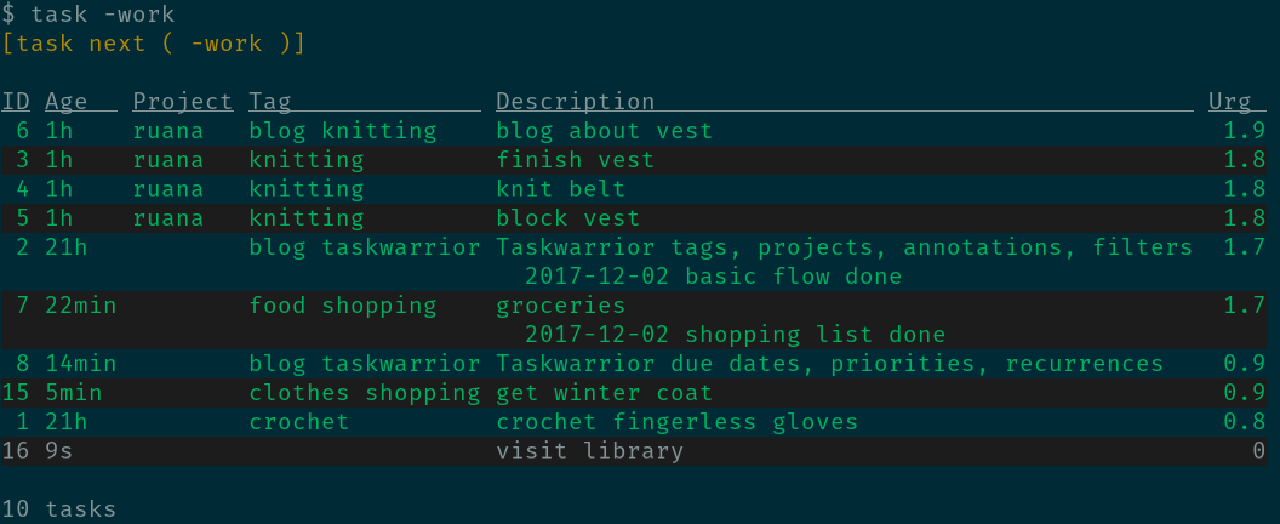 $ task -work
[task next ( -work )]
ID Age Project Tag Description Urg
6 1h ruana blog knitting blog about vest 1.9
3 1h ruana knitting finish vest 1.8
4 1h ruana knitting knit belt 1.8
5 1h ruana knitting block vest 1.8
2 21h blog taskwarrior Taskwarrior tags, projects, annotations, filters 1.7
2017-12-02 basic flow done
7 22min food shopping groceries 1.7
2017-12-02 shopping list done
8 14min blog taskwarrior Taskwarrior due dates, priorities, recurrences 0.9
15 5min clothes shopping get winter coat 0.9
1 21h crochet crochet fingerless gloves 0.8
16 9s visit library 0
10 tasks